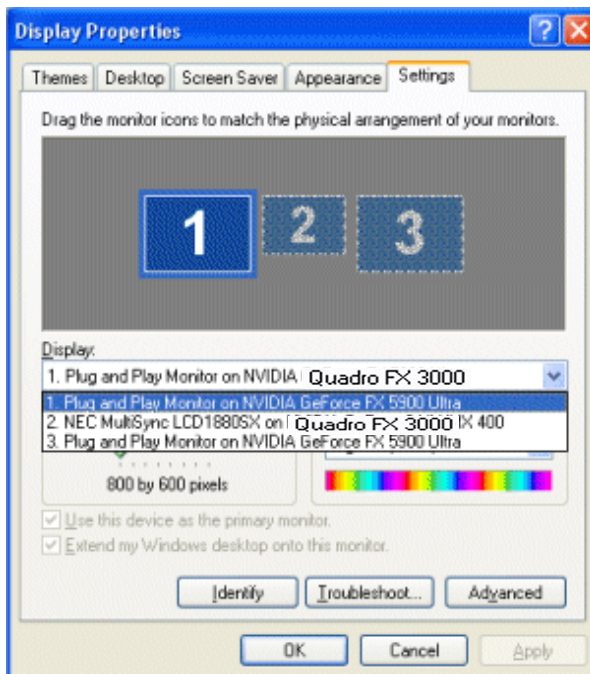 Display Properties
Themes Desktop Screen Saver Appearance Settings
Drag the monitor icons to match the physical arrangement of your monitors.
1 2 3
Display:
1. Plug and Play Monitor on NVIDIA Quadro FX 3000
1. Plug and Play Monitor on NVIDIA GeForce FX 5900 Ultra
2. NEC MultiSync LCD1880SX on Quadro FX 3000 IX 400
3. Plug and Play Monitor on NVIDIA GeForce FX 5900 Ultra
800 by 600 pixels
Use this device as the primary monitor.
Extend my Windows desktop onto this monitor.
Identify Troubleshoot... Advanced
OK Cancel Apply